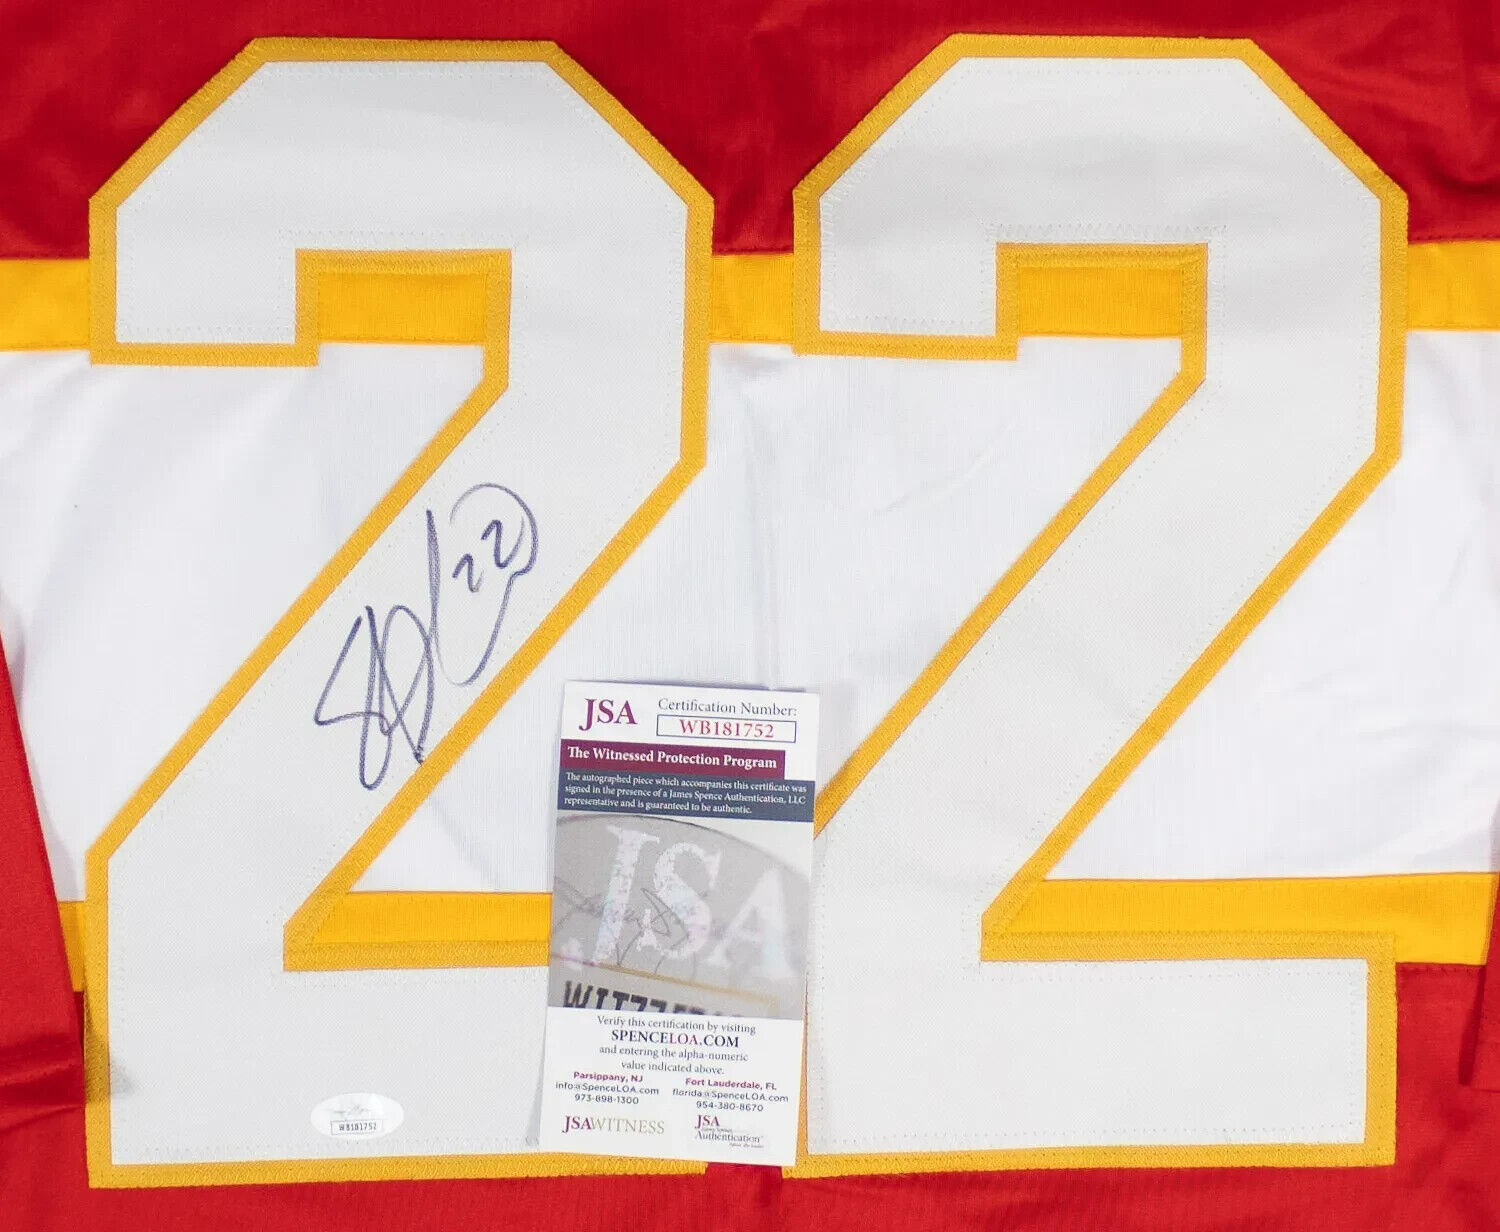 22
22
JSA
Certification Number:
WB181752
The Witnessed Protection Program
The autographed piece which accompanies this certificate was
signed in the presence of a James Spence Authentication, LLC
representative and is guaranteed to be authentic.
JSA
Verify this certification by visiting
SPENCELOA.COM
and entering the alpha-numeric
value indicated above.
Parsippany, NJ
info@SpenceLOA.com
973-898-1300
Fort Lauderdale, FL
florida@SpenceLOA.com
954-380-8670
JSAWITNESS
JSA
Authentication
WB181752